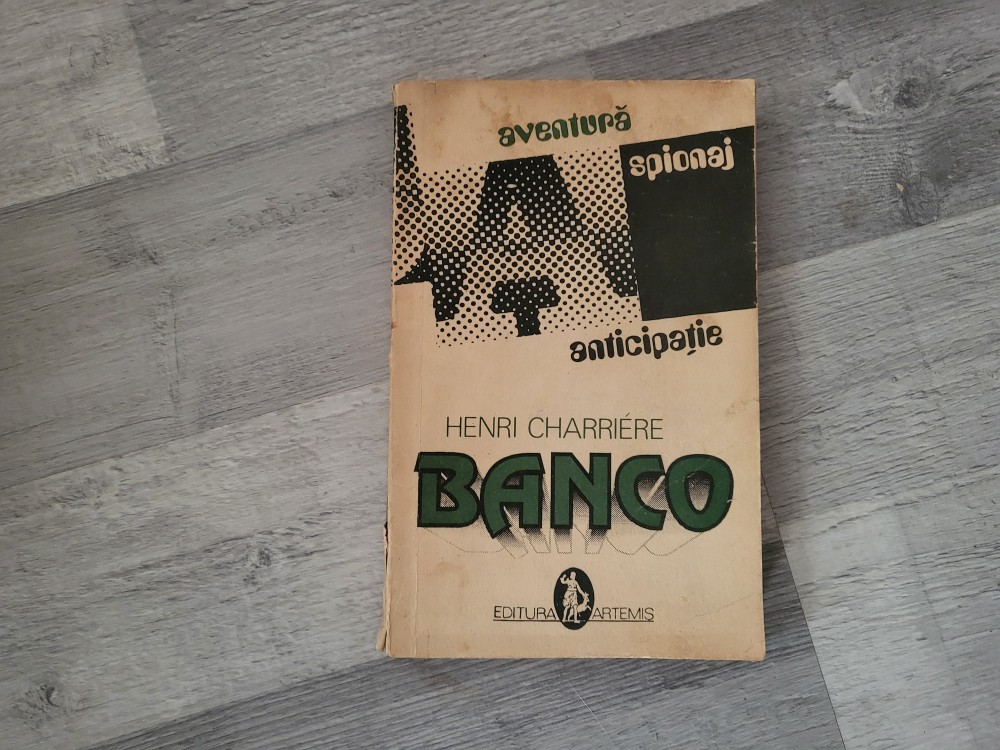 aventură
spionaj
A
anticipație
HENRI CHARRIÉRE
BANCO
EDITURA ARTEMIS